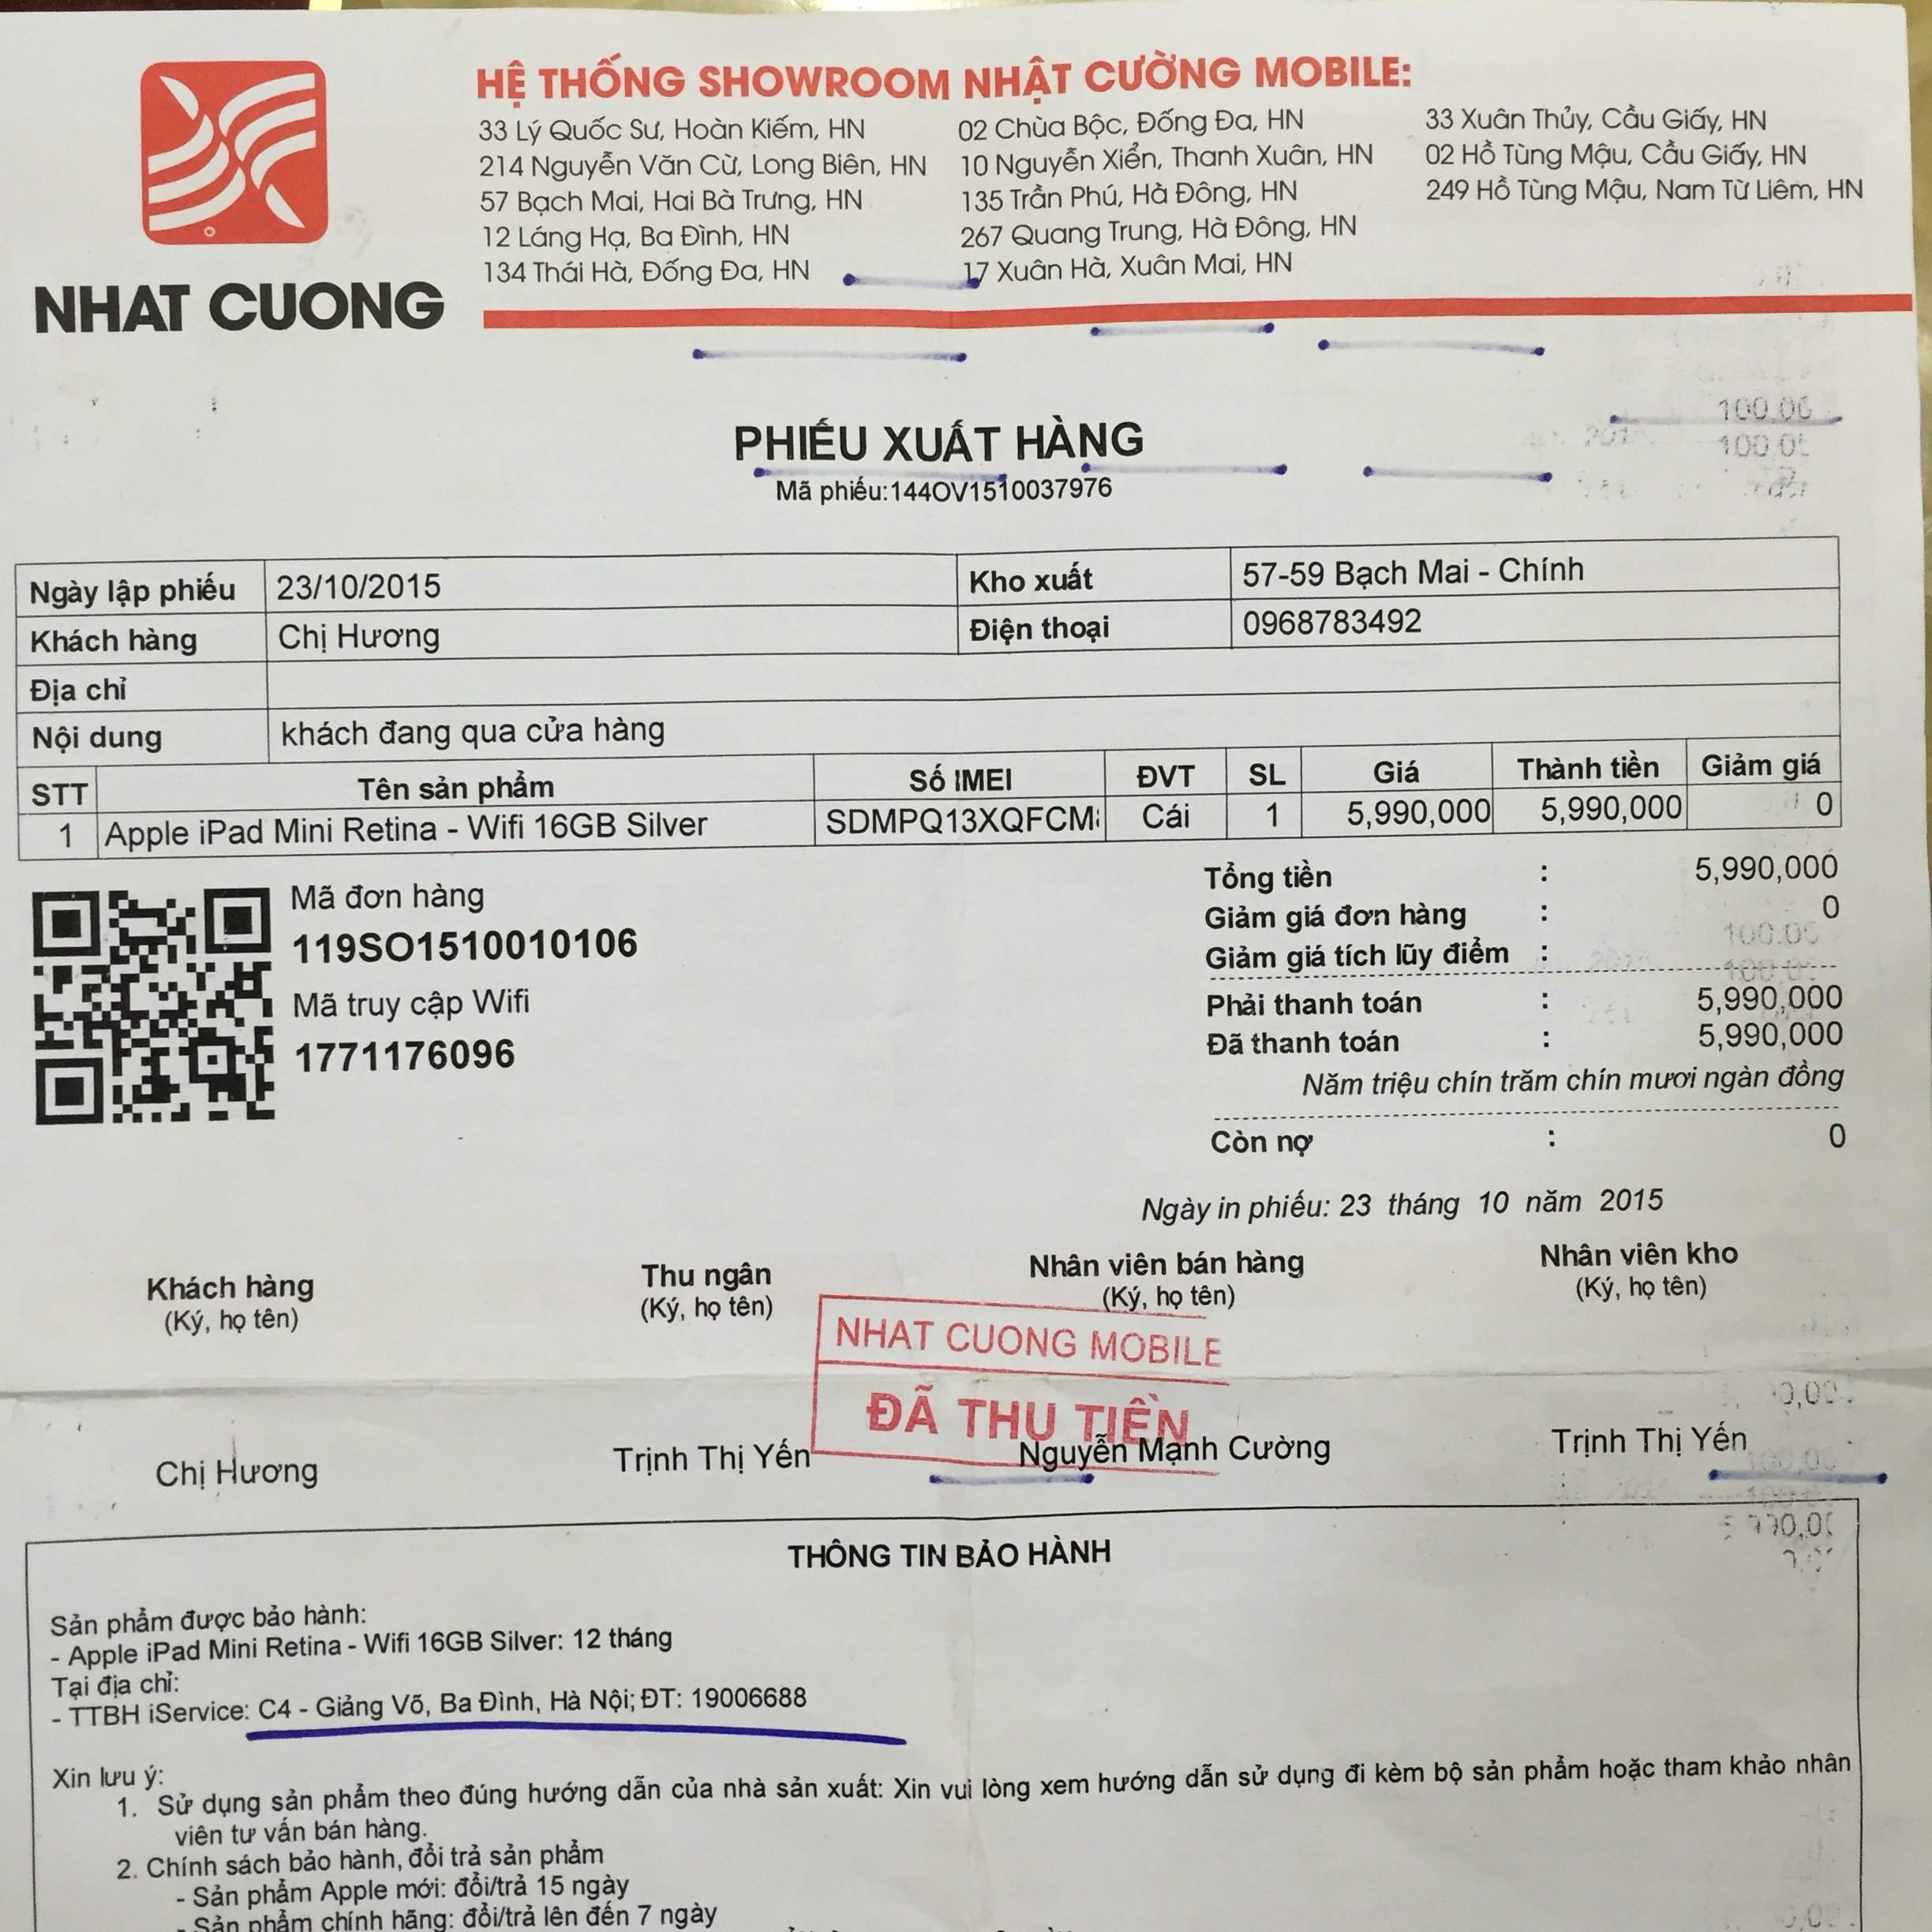 HỆ THỐNG SHOWROOM NHẬT CƯỜNG MOBILE:
33 Lý Quốc Sư, Hoàn Kiếm, HN
214 Nguyễn Văn Cừ, Long Biên, HN
57 Bạch Mai, Hai Bà Trưng, HN
12 Láng Hạ, Ba Đình, HN
134 Thái Hà, Đống Đa, HN
02 Chùa Bộc, Đống Đa, HN
10 Nguyễn Xiển, Thanh Xuân, HN
135 Trần Phú, Hà Đông, HN
267 Quang Trung, Hà Đông, HN
17 Xuân Hà, Xuân Mai, HN
33 Xuân Thủy, Cầu Giấy, HN
02 Hồ Tùng Mậu, Cầu Giấy, HN
249 Hồ Tùng Mậu, Nam Từ Liêm, HN
NHAT CUONG
PHIẾU XUẤT HÀNG
Mã phiếu:144OV1510037976
Ngày lập phiếu 23/10/2015 Kho xuất 57-59 Bạch Mai - Chính
Khách hàng Chị Hương Điện thoại 0968783492
Địa chỉ
Nội dung khách đang qua cửa hàng
STT Tên sản phẩm Số IMEI ĐVT SL Giá Thành tiền Giảm giá
1 Apple iPad Mini Retina - Wifi 16GB Silver SDMPQ13XQFCM Cái 1 5,990,000 5,990,000 0
Mã đơn hàng
119SO1510010106
Mã truy cập Wifi
1771176096
Tổng tiền : 5,990,000
Giảm giá đơn hàng : 0
Giảm giá tích lũy điểm :
Phải thanh toán : 5,990,000
Đã thanh toán : 5,990,000
Năm triệu chín trăm chín mươi ngàn đồng
Còn nợ : 0
Ngày in phiếu: 23 tháng 10 năm 2015
Khách hàng Thu ngân Nhân viên bán hàng Nhân viên kho
(Ký, họ tên) (Ký, họ tên) (Ký, họ tên) (Ký, họ tên)
NHAT CUONG MOBILE
ĐÃ THU TIỀN
Chị Hương Trịnh Thị Yến Nguyễn Mạnh Cường Trịnh Thị Yến
THÔNG TIN BẢO HÀNH
Sản phẩm được bảo hành:
- Apple iPad Mini Retina - Wifi 16GB Silver: 12 tháng
Tại địa chỉ:
- TTBH iService: C4 - Giảng Võ, Ba Đình, Hà Nội; ĐT: 19006688
Xin lưu ý:
1. Sử dụng sản phẩm theo đúng hướng dẫn của nhà sản xuất: Xin vui lòng xem hướng dẫn sử dụng đi kèm bộ sản phẩm hoặc tham khảo nhân
viên tư vấn bán hàng.
2. Chính sách bảo hành, đổi trả sản phẩm
- Sản phẩm Apple mới: đổi/trả 15 ngày
- Sản phẩm chính hãng: đổi/trả lên đến 7 ngày